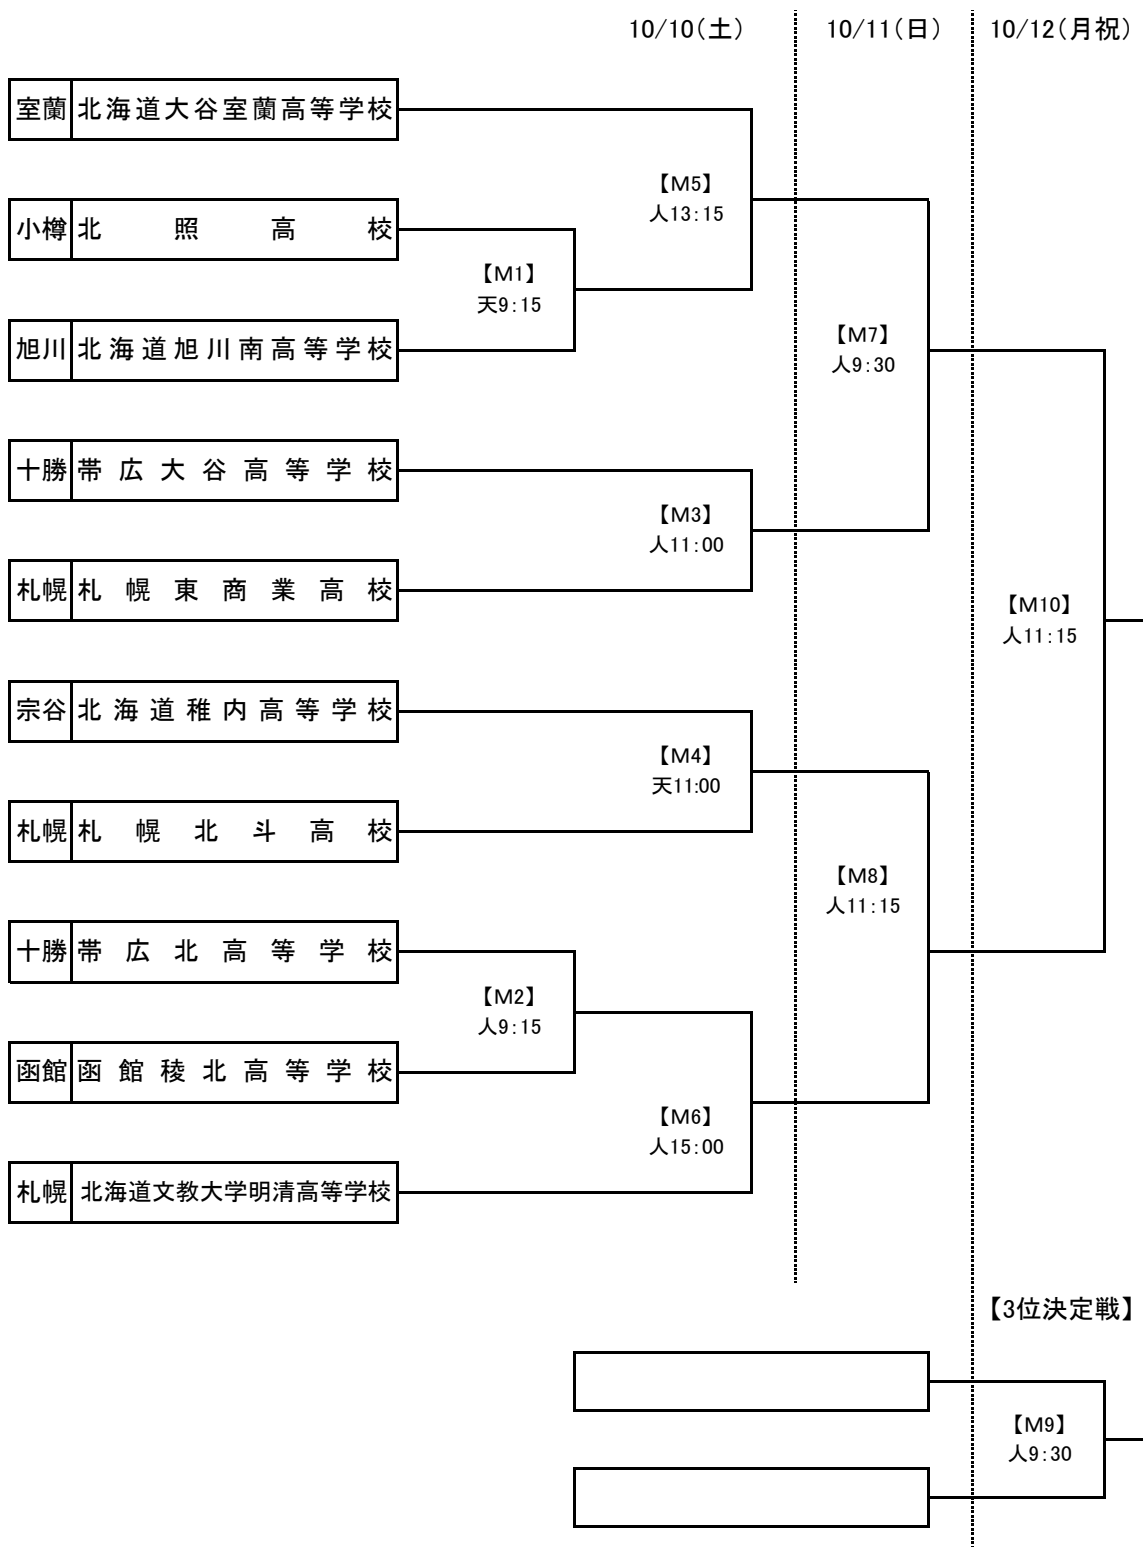 10/10(土) 10/11(日) 10/12(月祝)
室蘭 北海道大谷室蘭高等学校
【M5】
人13:15
小樽 北照高校
【M1】
天9:15
旭川 北海道旭川南高等学校
【M7】
人9:30
十勝 帯広大谷高等学校
【M3】
人11:00
札幌 札幌東商業高校
【M10】
人11:15
宗谷 北海道稚内高等学校
【M4】
天11:00
札幌 札幌北斗高校
【M8】
人11:15
十勝 帯広北高等学校
【M2】
人9:15
函館 函館稜北高等学校
【M6】
人15:00
札幌 北海道文教大学明清高等学校
【3位決定戦】
【M9】
人9:30